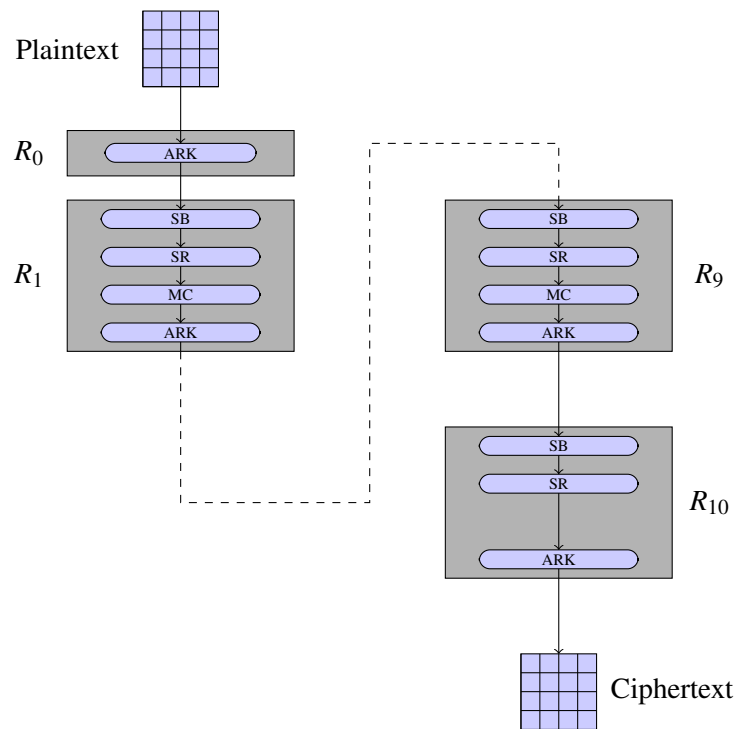 Plaintext
R0
ARK
R1
SB
SR
MC
ARK
SB
SR
MC
ARK
R9
SB
SR
ARK
R10
Ciphertext